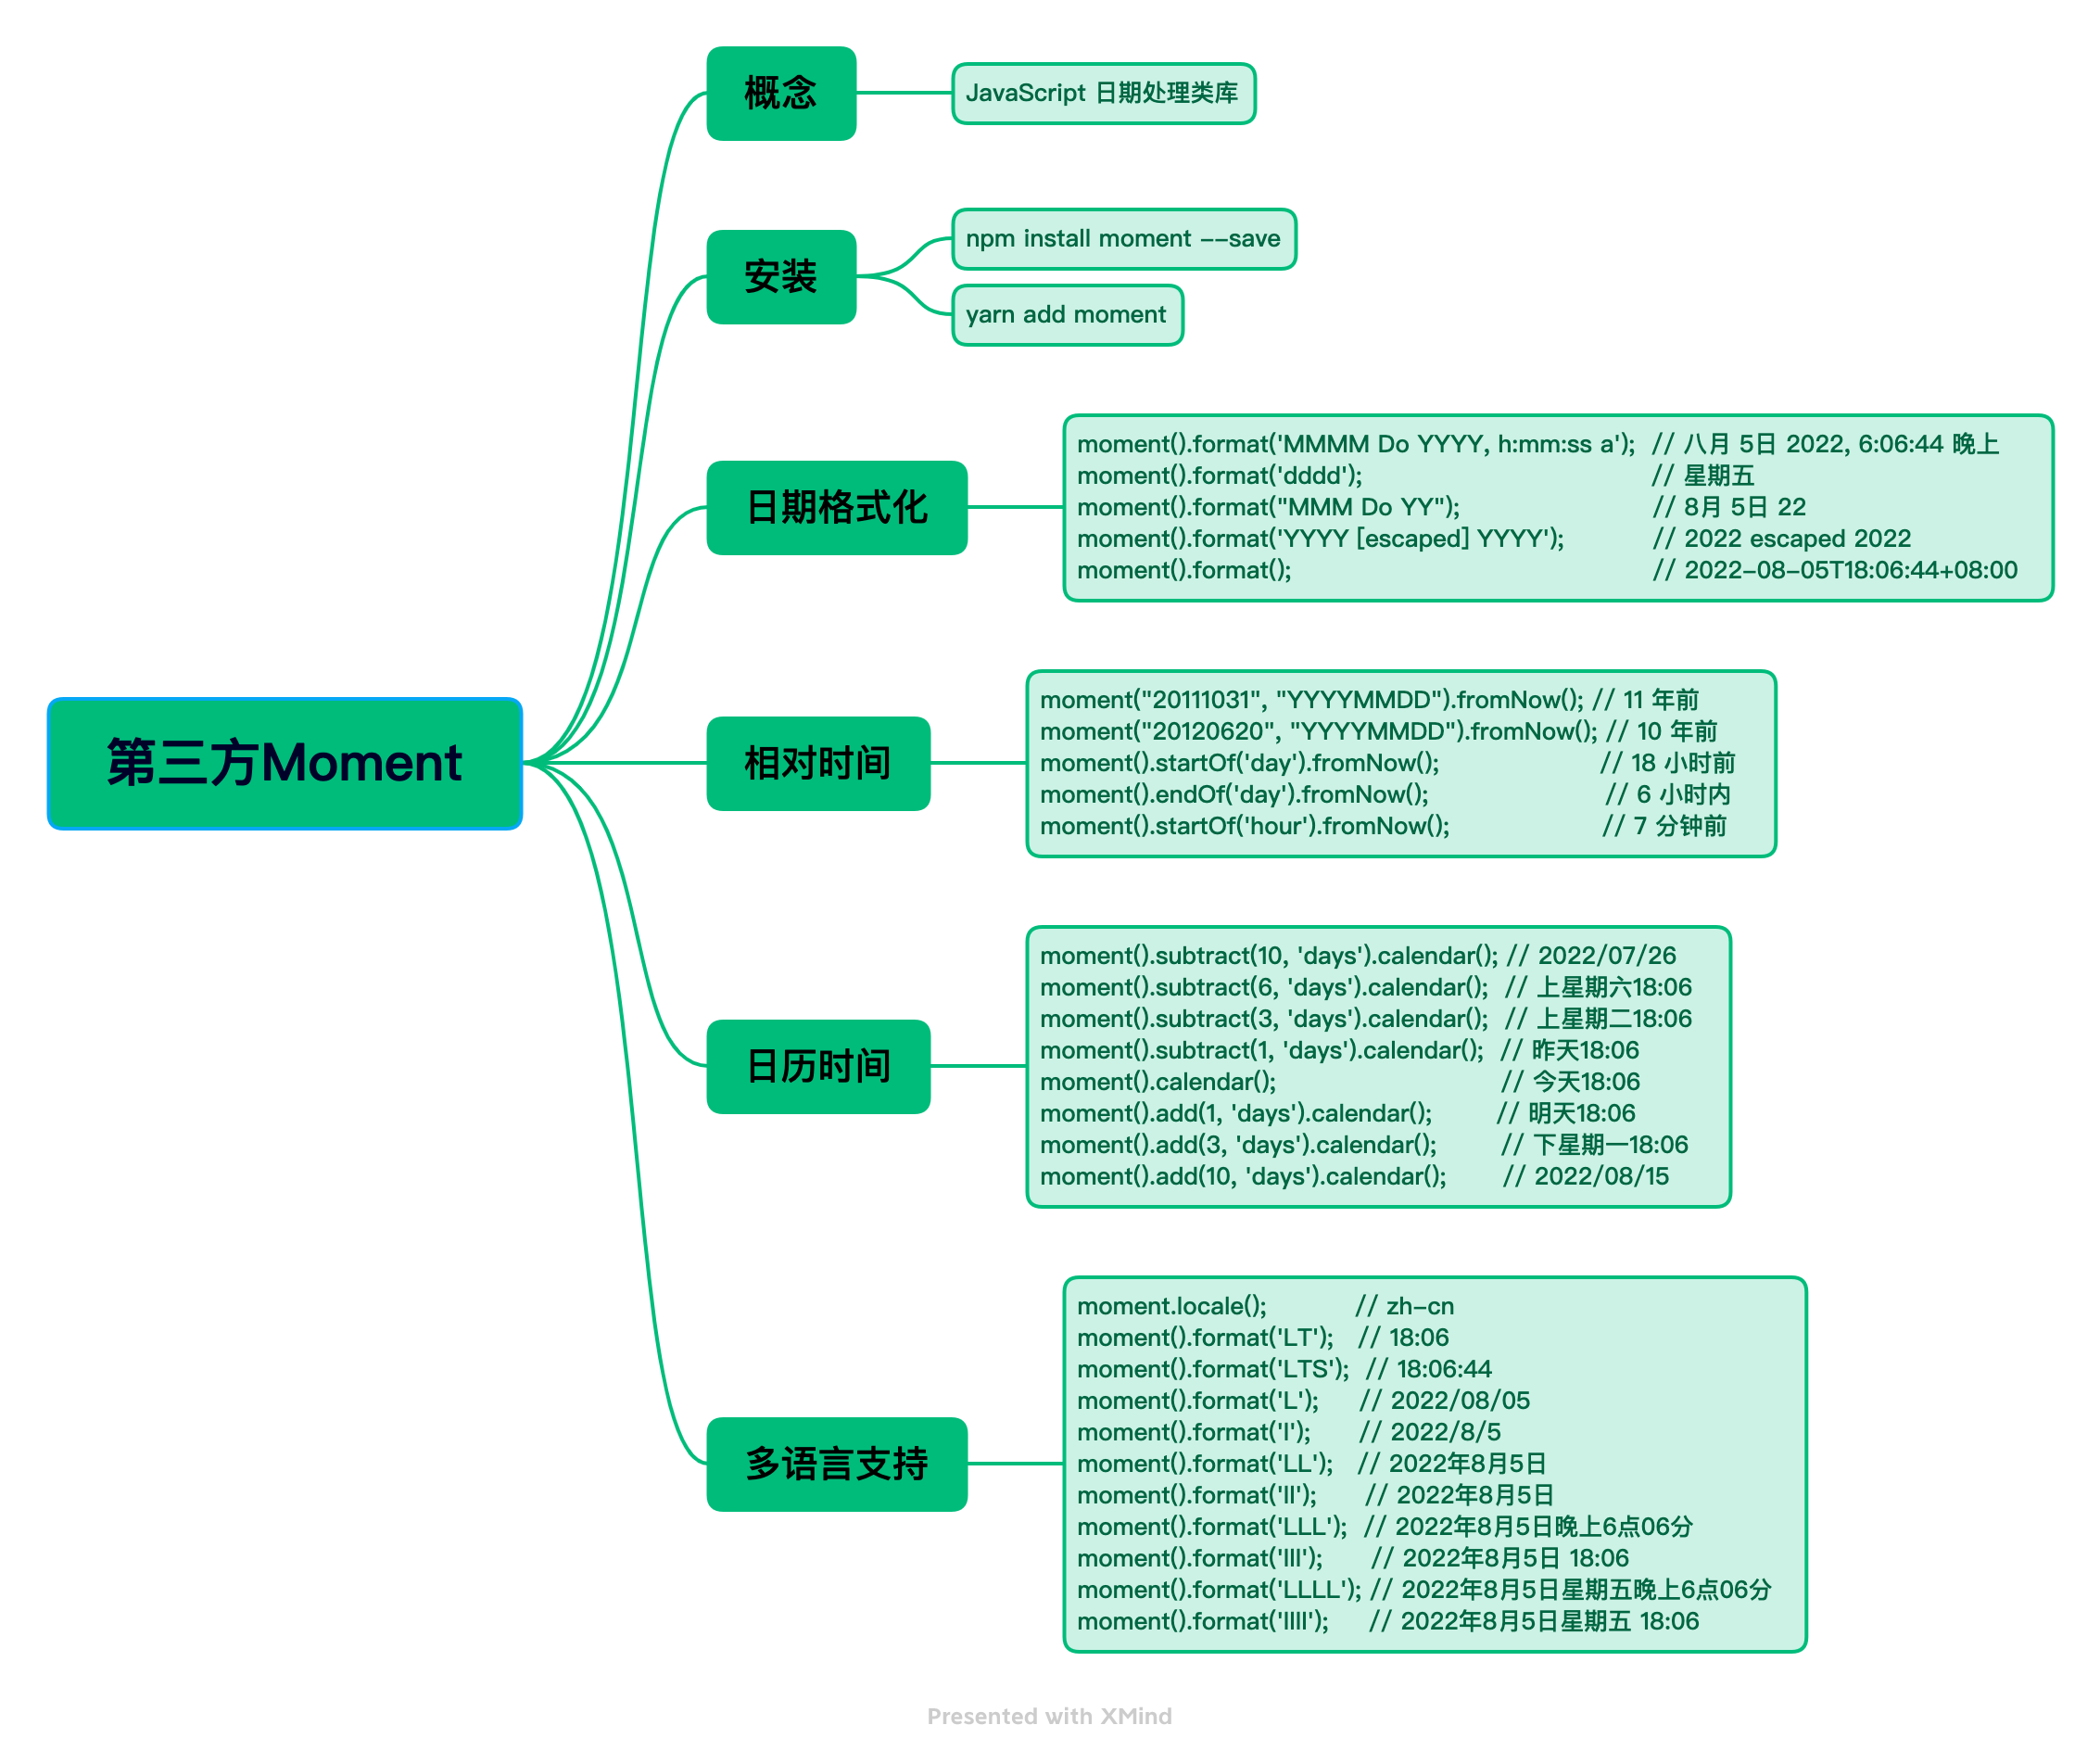 第三方Moment
概念
JavaScript 日期处理类库
安装
npm install moment --save
yarn add moment
日期格式化
moment().format('MMMM Do YYYY, h:mm:ss a'); // 八月 5日 2022, 6:06:44 晚上
moment().format('dddd'); // 星期五
moment().format("MMM Do YY"); // 8月 5日 22
moment().format('YYYY [escaped] YYYY'); // 2022 escaped 2022
moment().format(); // 2022-08-05T18:06:44+08:00
相对时间
moment("20111031", "YYYYMMDD").fromNow(); // 11 年前
moment("20120620", "YYYYMMDD").fromNow(); // 10 年前
moment().startOf('day').fromNow(); // 18 小时前
moment().endOf('day').fromNow(); // 6 小时内
moment().startOf('hour').fromNow(); // 7 分钟前
日历时间
moment().subtract(10, 'days').calendar(); // 2022/07/26
moment().subtract(6, 'days').calendar(); // 上星期六18:06
moment().subtract(3, 'days').calendar(); // 上星期二18:06
moment().subtract(1, 'days').calendar(); // 昨天18:06
moment().calendar(); // 今天18:06
moment().add(1, 'days').calendar(); // 明天18:06
moment().add(3, 'days').calendar(); // 下星期一18:06
moment().add(10, 'days').calendar(); // 2022/08/15
多语言支持
moment.locale(); // zh-cn
moment().format('LT'); // 18:06
moment().format('LTS'); // 18:06:44
moment().format('L'); // 2022/08/05
moment().format('l'); // 2022/8/5
moment().format('LL'); // 2022年8月5日
moment().format('ll'); // 2022年8月5日
moment().format('LLL'); // 2022年8月5日晚上6点06分
moment().format('lll'); // 2022年8月5日 18:06
moment().format('LLLL'); // 2022年8月5日星期五晚上6点06分
moment().format('llll'); // 2022年8月5日星期五 18:06
Presented with XMind